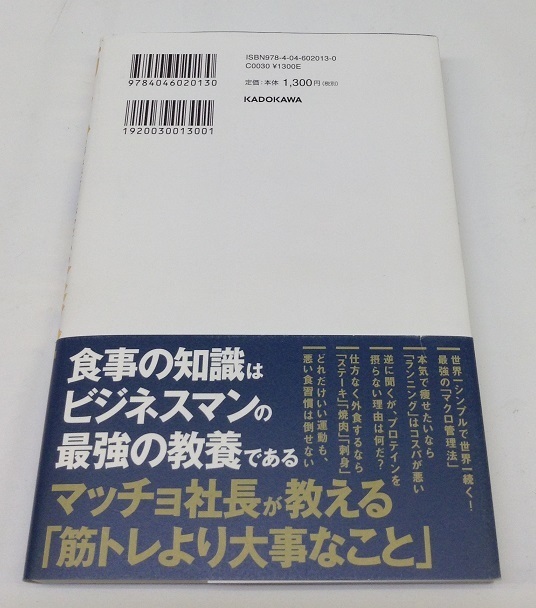 9784046020130
1920030013001
ISBN978-4-04-602013-0
C0030 ¥1300E
定価:本体1,300円(税別)
KADOKAWA
世界一シンプルで世界一続く!
最強の「マクロ管理法」
本気で痩せたいなら
「ランニング」はコスパが悪い
逆に聞くが、プロテインを
摂らない理由は何だ?
仕方なく外食するなら
「ステーキ」「焼肉」「刺身」
どれだけいい運動も、
悪い食習慣は倒せない
食事の知識は
ビジネスマンの
最強の教養である
マッチョ社長が教える
「筋トレより大事なこと」